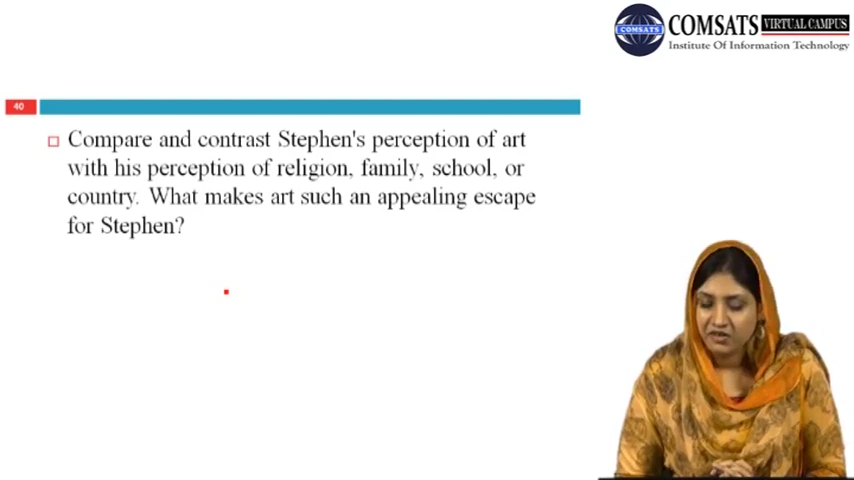 COMSATS VIRTUAL CAMPUS
COMSATS
Institute Of Information Technology
40
Compare and contrast Stephen's perception of art
with his perception of religion, family, school, or
country. What makes art such an appealing escape
for Stephen?